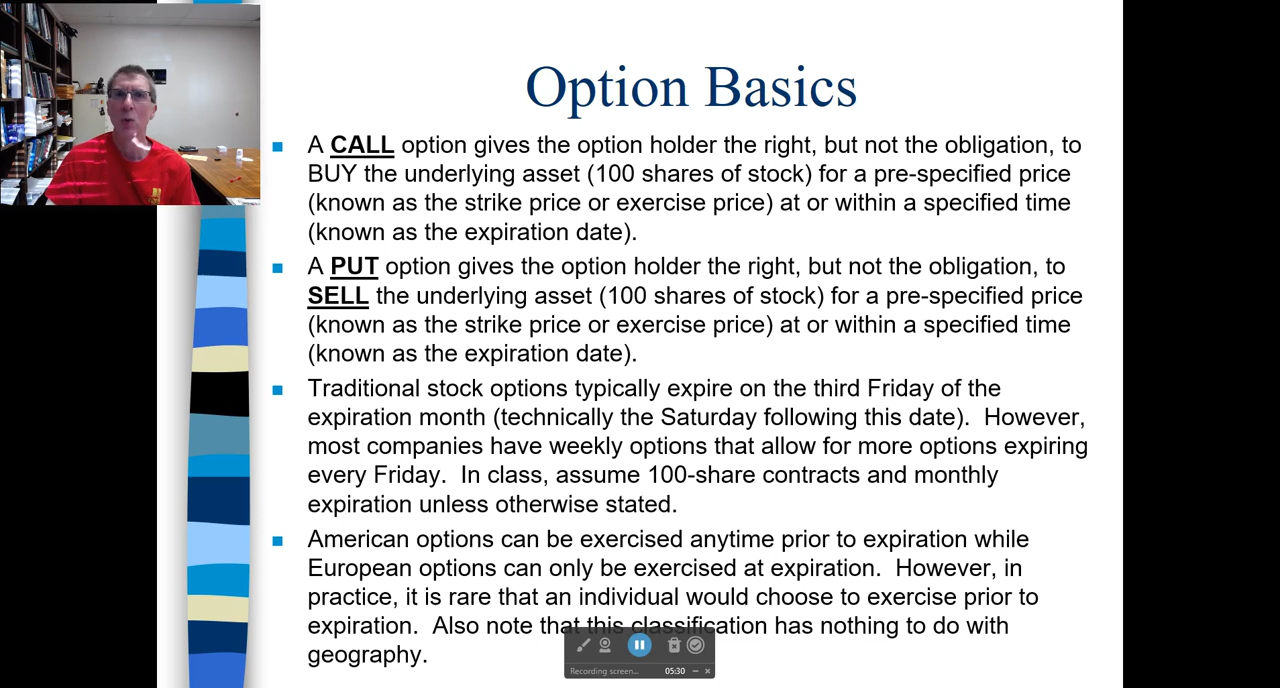 Option Basics
A CALL option gives the option holder the right, but not the obligation, to
BUY the underlying asset (100 shares of stock) for a pre-specified price
(known as the strike price or exercise price) at or within a specified time
(known as the expiration date).
A PUT option gives the option holder the right, but not the obligation, to
SELL the underlying asset (100 shares of stock) for a pre-specified price
(known as the strike price or exercise price) at or within a specified time
(known as the expiration date).
Traditional stock options typically expire on the third Friday of the
expiration month (technically the Saturday following this date).  However,
most companies have weekly options that allow for more options expiring
every Friday.  In class, assume 100-share contracts and monthly
expiration unless otherwise stated.
American options can be exercised anytime prior to expiration while
European options can only be exercised at expiration.  However, in
practice, it is rare that an individual would choose to exercise prior to
expiration.  Also note that this classification has nothing to do with
geography.
Recording screen... 05:30